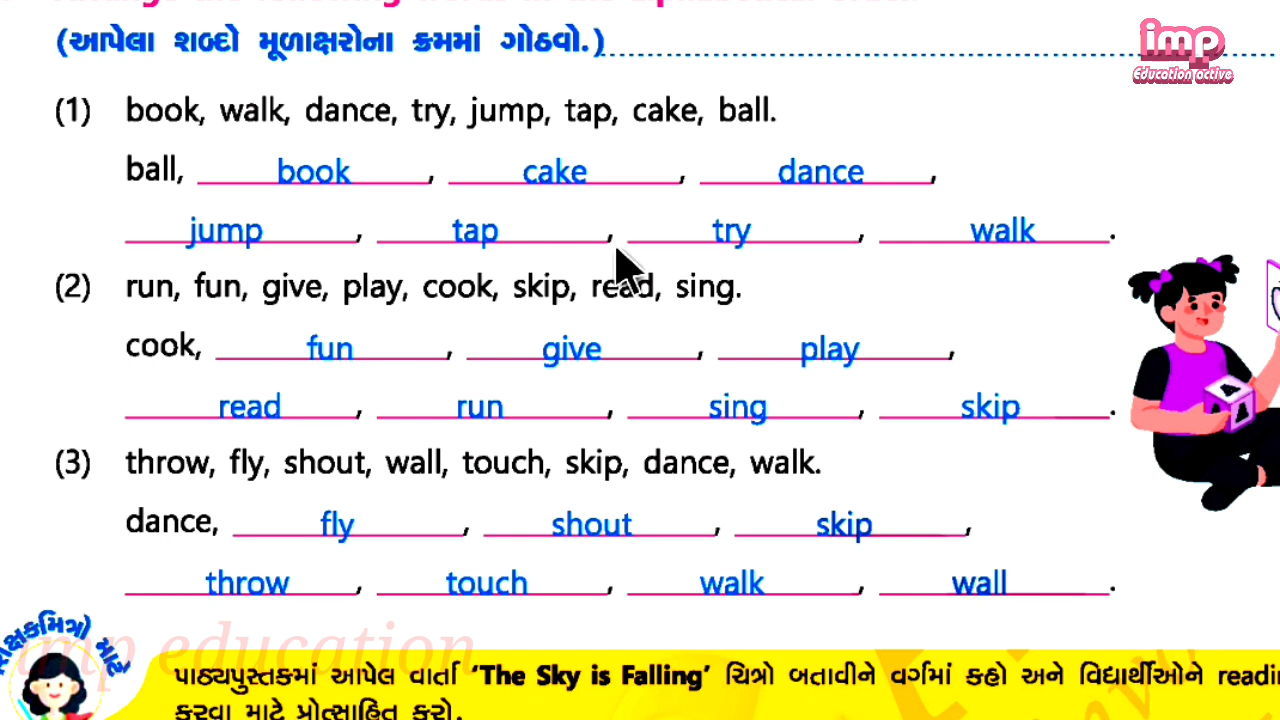 (આપેલા શબ્દો મૂળાક્ષરોના ક્રમમાં ગોઠવો.)
imp
Education active
(1) book, walk, dance, try, jump, tap, cake, ball.
ball, book, cake, dance,
jump, tap, try, walk.
(2) run, fun, give, play, cook, skip, read, sing.
cook, fun, give, play,
read, run, sing, skip.
(3) throw, fly, shout, wall, touch, skip, dance, walk.
dance, fly, shout, skip,
throw, touch, walk, wall.
imp education
પાઠ્યપુસ્તકમાં આપેલ વાર્તા 'The Sky is Falling' ચિત્રો બતાવીને વર્ગમાં કહો અને વિદ્યાર્થીઓને
કરવા માટે પ્રોત્સાહિત કરો.